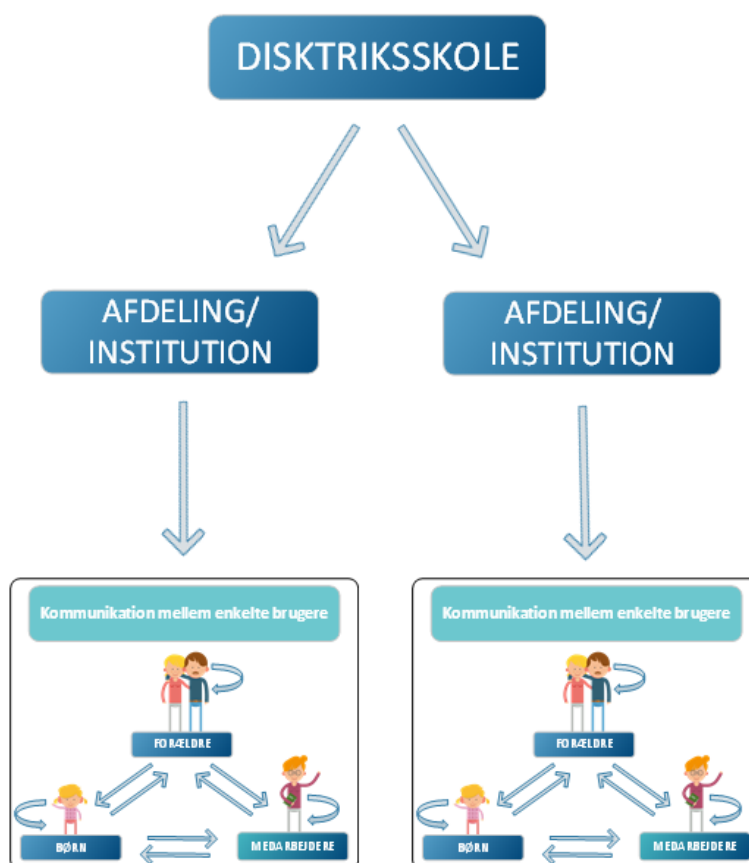 DISKTRIKSSKOLE
AFDELING/
INSTITUTION
AFDELING/
INSTITUTION
Kommunikation mellem enkelte brugere
FORÆLDRE
BØRN
MEDARBEJDERE
Kommunikation mellem enkelte brugere
FORÆLDRE
BØRN
MEDARBEJDERE